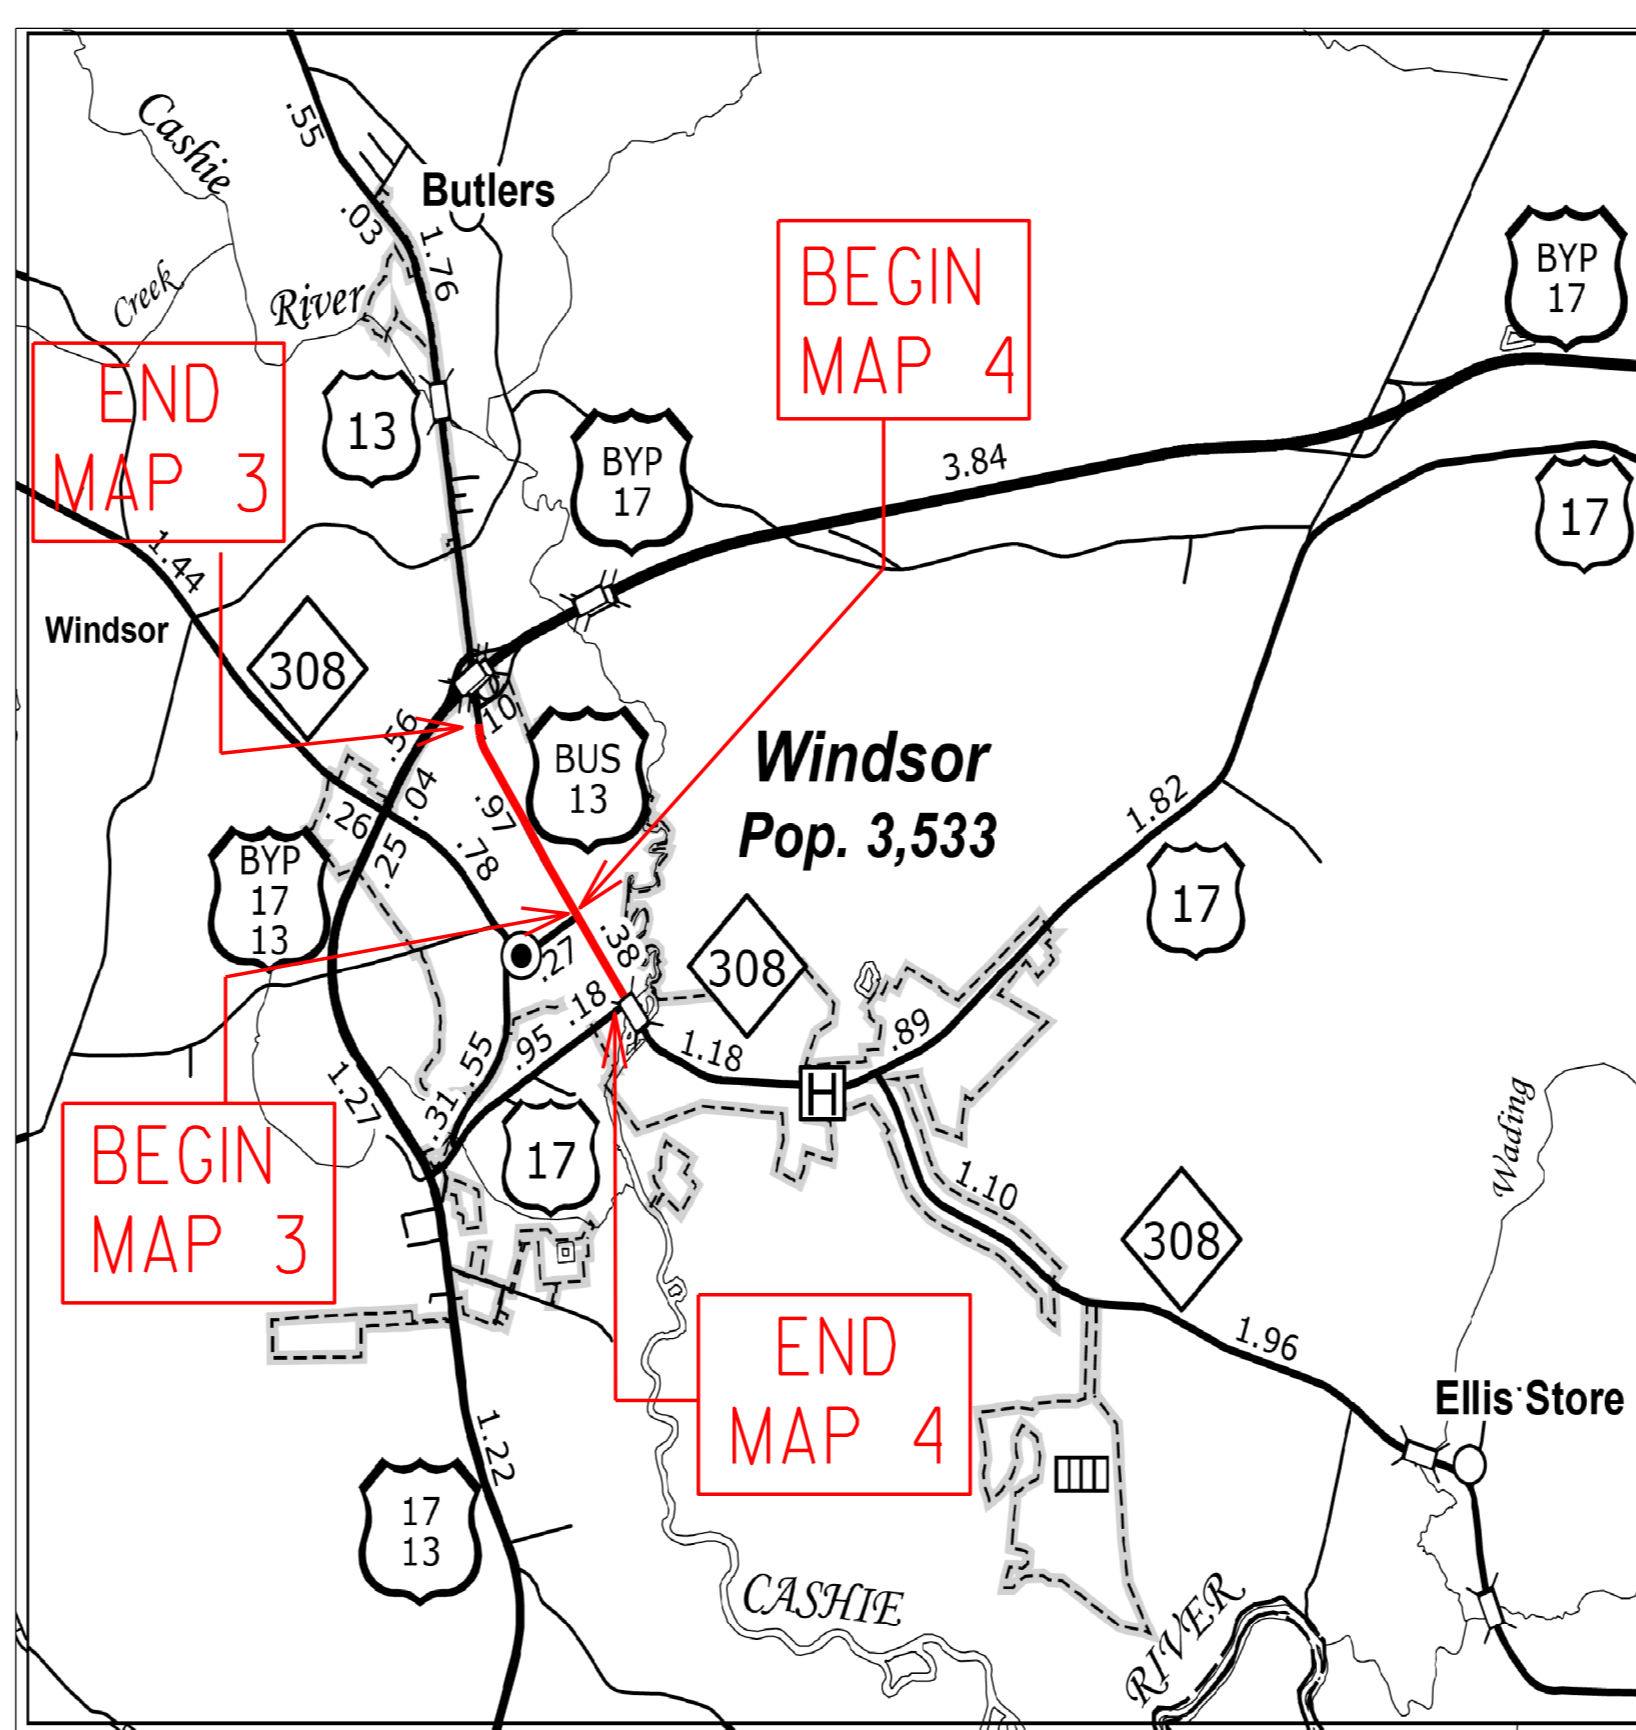 .55
Cashie
Butlers
.03
1.76
Creek
River
BEGIN
MAP 4
BYP
17
END
MAP 3
13
BYP
17
3.84
17
1.44
Windsor
308
.10
.56
BUS
13
Windsor
Pop. 3,533
.04
.97
.26
.78
1.82
.25
BYP
17
13
17
.38
.27
308
.18
.89
.95
.55
1.18
H
1.27
.31
BEGIN
MAP 3
17
Wading
1.10
308
END
MAP 4
1.96
Ellis Store
1.22
17
13
CASHIE
RIVER